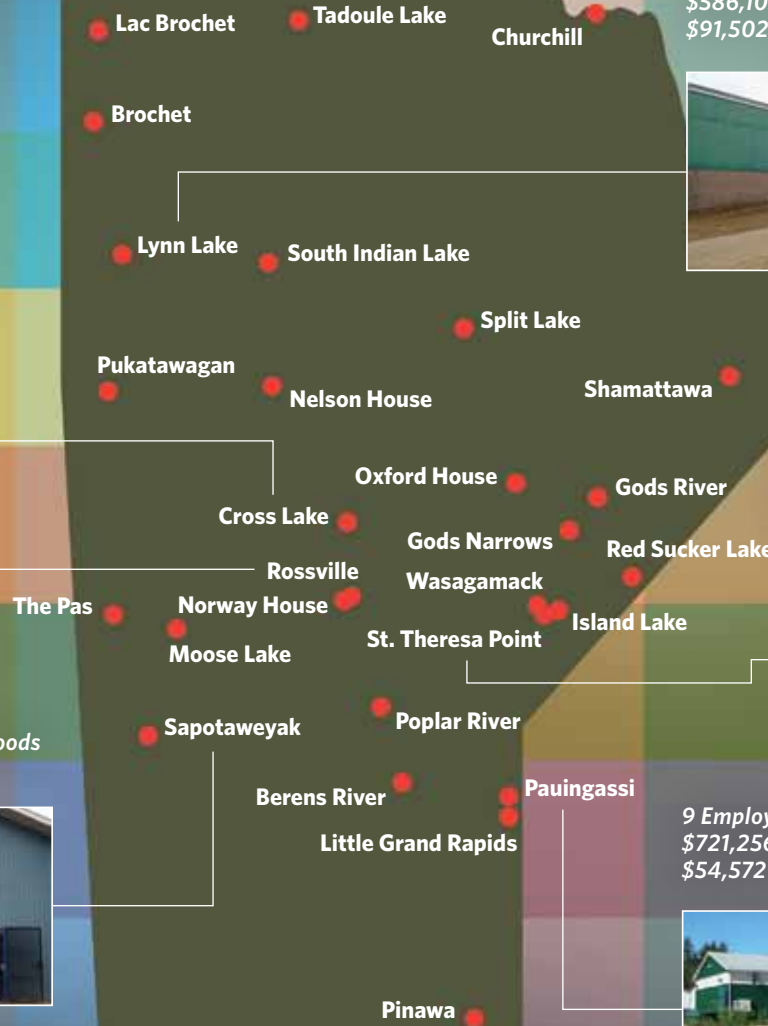 $586,10
$91,502
Lac Brochet
Tadoule Lake
Churchill
Brochet
Lynn Lake
South Indian Lake
Split Lake
Pukatawagan
Nelson House
Shamattawa
Oxford House
Gods River
Cross Lake
Gods Narrows
Red Sucker Lake
Rossville
Wasagamack
The Pas
Norway House
Island Lake
St. Theresa Point
Moose Lake
Poplar River
Sapotaweyak
oods
Pauingassi
Berens River
Little Grand Rapids
9 Employ
$721,256
$54,572
Pinawa